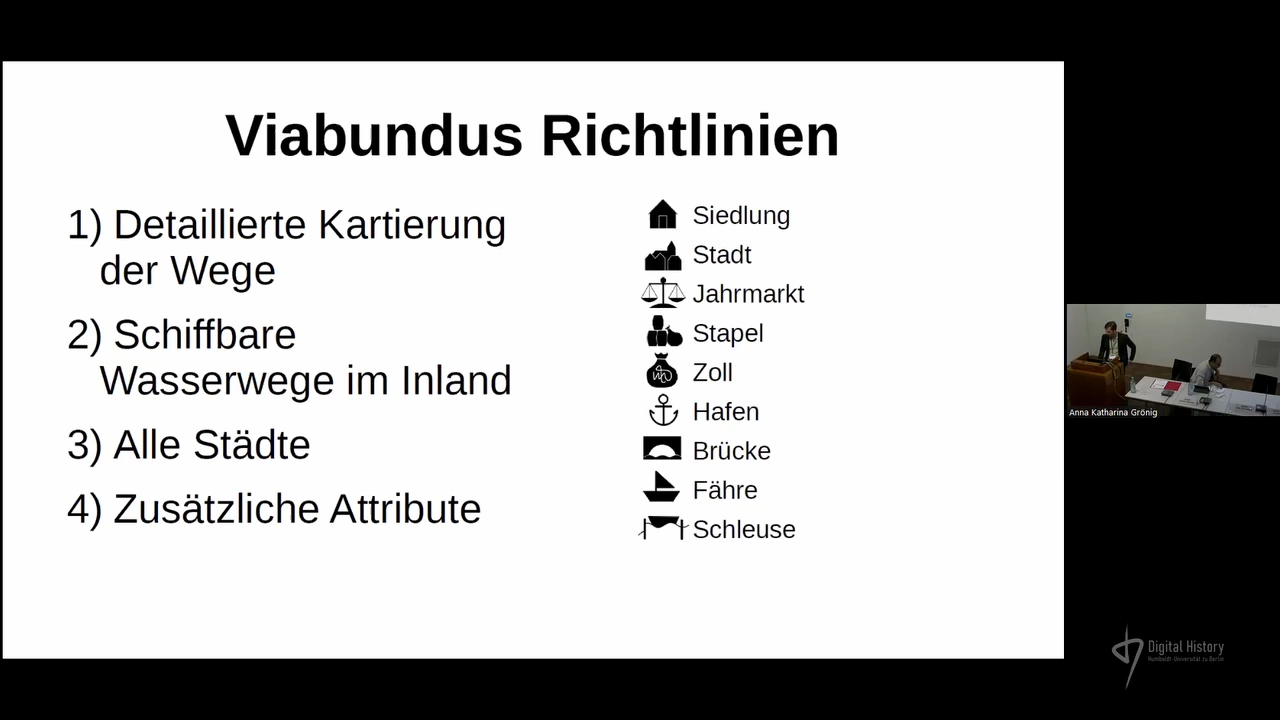 Viabundus Richtlinien
1) Detaillierte Kartierung
der Wege
2) Schiffbare
Wasserwege im Inland
3) Alle Städte
4) Zusätzliche Attribute
Siedlung
Stadt
Jahrmarkt
Stapel
Zoll
Hafen
Brücke
Fähre
Schleuse
Anna Katharina Grönig
Digital History
Humboldt-Universität zu Berlin